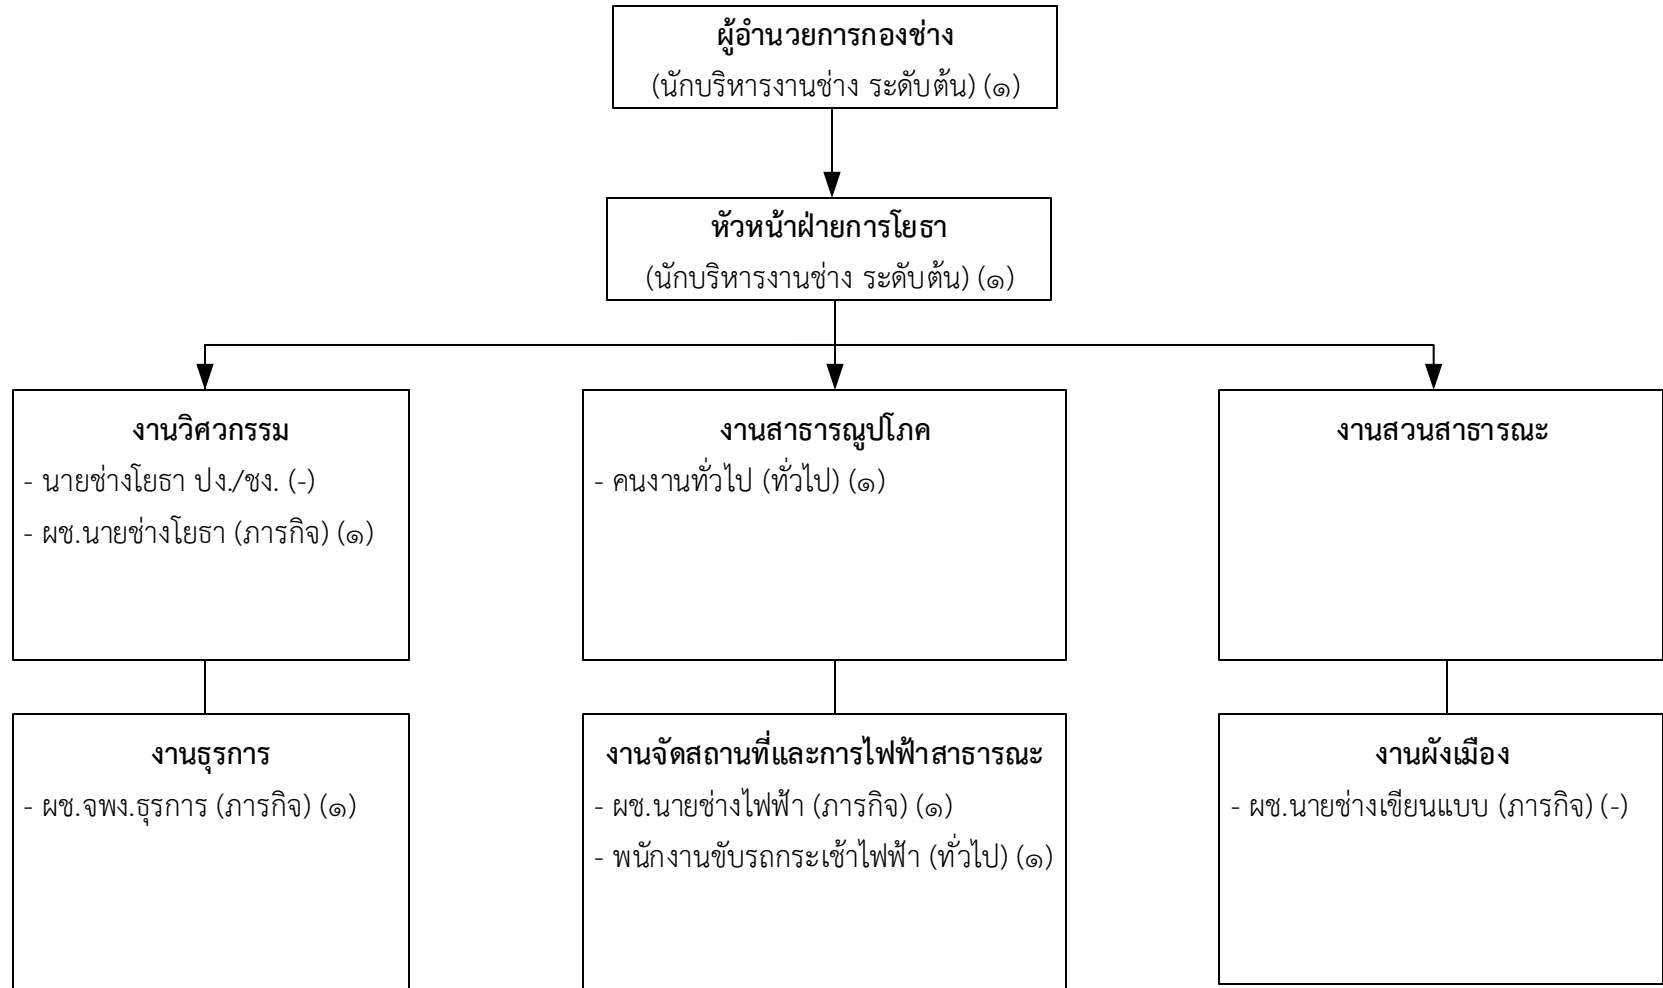 ผู้อำนวยการกองช่าง
(นักบริหารงานช่าง ระดับต้น) (๑)
หัวหน้าฝ่ายการโยธา
(นักบริหารงานช่าง ระดับต้น) (๑)
งานวิศวกรรม
- นายช่างโยธา ปง./ชง. (-)
- ผช.นายช่างโยธา (ภารกิจ) (๑)
งานสาธารณูปโภค
- คนงานทั่วไป (ทั่วไป) (๑)
งานสวนสาธารณะ
งานธุรการ
- ผช.จพง.ธุรการ (ภารกิจ) (๑)
งานจัดสถานที่และการไฟฟ้าสาธารณะ
- ผช.นายช่างไฟฟ้า (ภารกิจ) (๑)
- พนักงานขับรถกระเช้าไฟฟ้า (ทั่วไป) (๑)
งานผังเมือง
- ผช.นายช่างเขียนแบบ (ภารกิจ) (-)